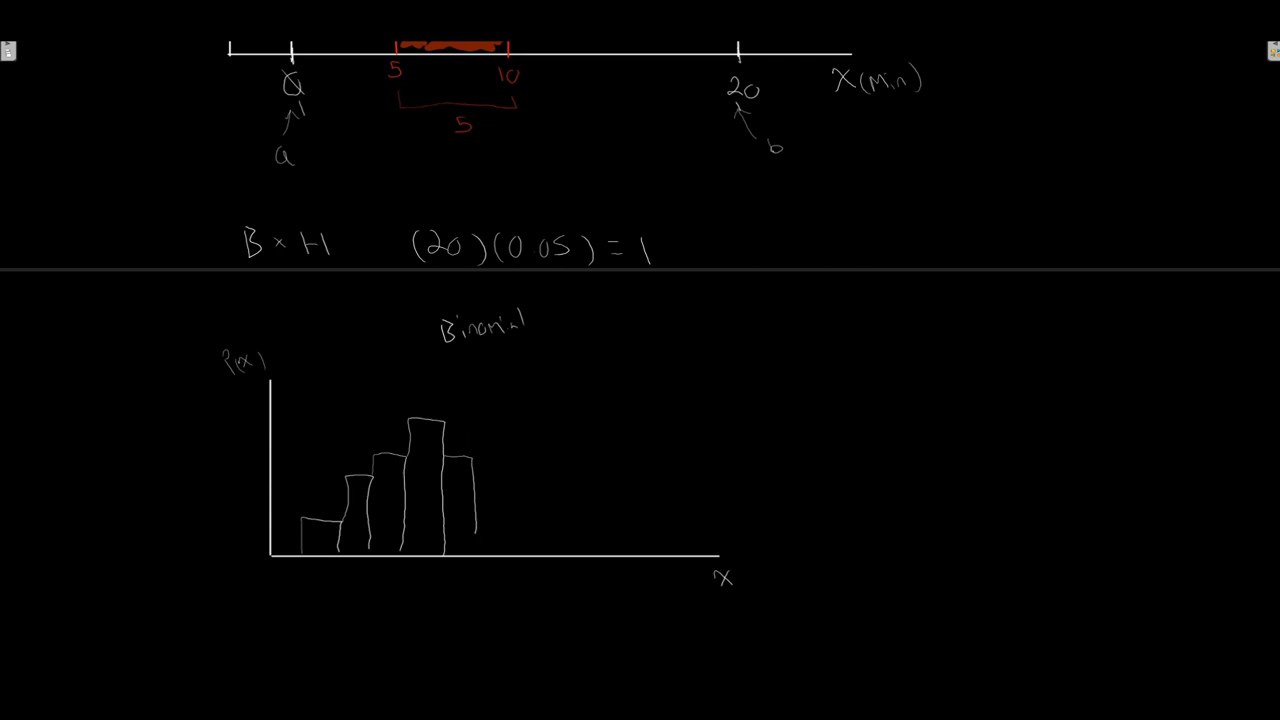 0 5 10 20 X (Min)
5
a b
B × H (20)(0.05) = 1
Binomial
P(x)
x